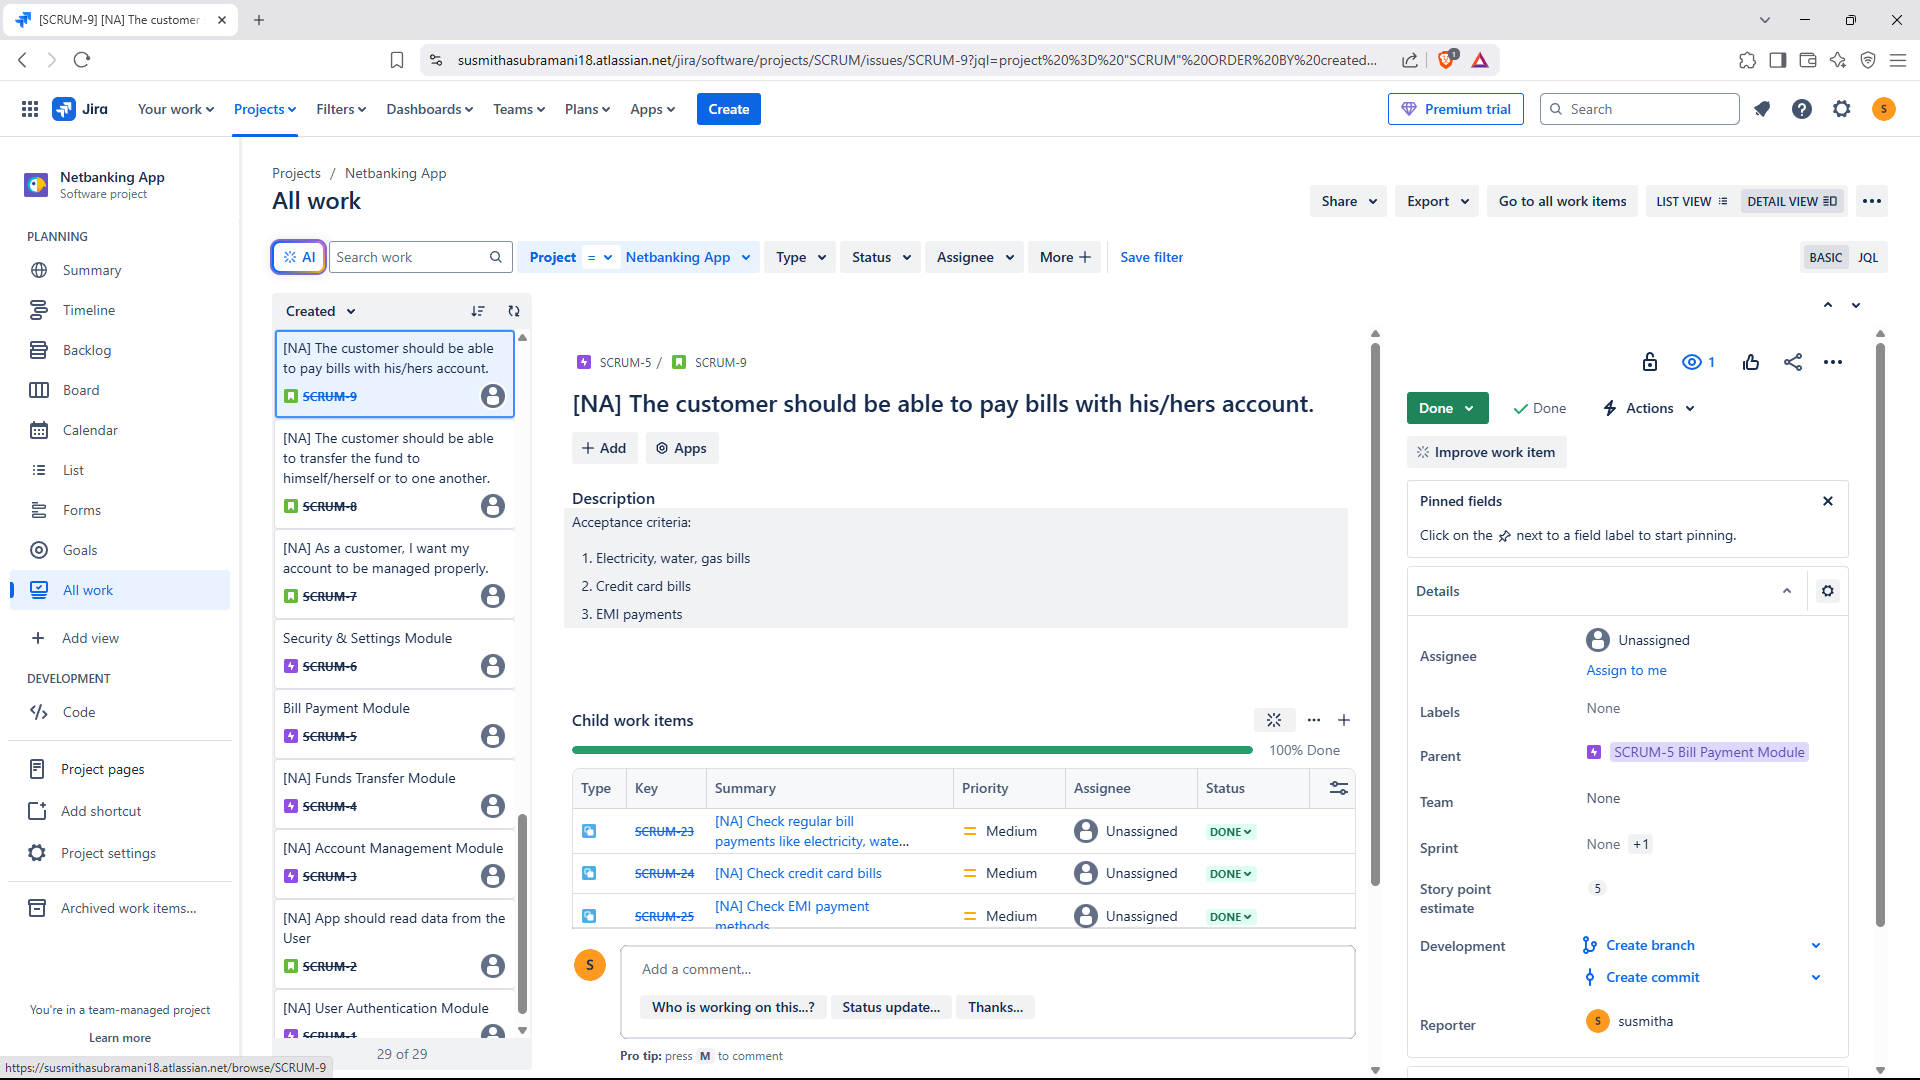 [SCRUM-9] [NA] The customer
susmithasubramani18.atlassian.net/jira/software/projects/SCRUM/issues/SCRUM-9?jql=project%20%3D%20"SCRUM"%20ORDER%20BY%20created...
1
Jira
Your work
Projects
Filters
Dashboards
Teams
Plans
Apps
Create
Premium trial
Search
S
Netbanking App
Software project
PLANNING
Summary
Timeline
Backlog
Board
Calendar
List
Forms
Goals
All work
Add view
DEVELOPMENT
Code
Project pages
Add shortcut
Project settings
Archived work items...
You're in a team-managed project
Learn more
https://susmithasubramani18.atlassian.net/browse/SCRUM-9
Projects / Netbanking App
All work
Share
Export
Go to all work items
LIST VIEW
DETAIL VIEW
AI
Search work
Project = Netbanking App
Type
Status
Assignee
More
Save filter
BASIC
JQL
Created
[NA] The customer should be able
to pay bills with his/hers account.
SCRUM-9
[NA] The customer should be able
to transfer the fund to
himself/herself or to one another.
SCRUM-8
[NA] As a customer, I want my
account to be managed properly.
SCRUM-7
Security & Settings Module
SCRUM-6
Bill Payment Module
SCRUM-5
[NA] Funds Transfer Module
SCRUM-4
[NA] Account Management Module
SCRUM-3
[NA] App should read data from the
User
SCRUM-2
[NA] User Authentication Module
SCRUM-1
29 of 29
SCRUM-5 / SCRUM-9
[NA] The customer should be able to pay bills with his/hers account.
Add
Apps
Description
Acceptance criteria:
1. Electricity, water, gas bills
2. Credit card bills
3. EMI payments
Child work items
100% Done
Type Key Summary Priority Assignee Status
SCRUM-23 [NA] Check regular bill
payments like electricity, wate... Medium Unassigned DONE
SCRUM-24 [NA] Check credit card bills Medium Unassigned DONE
SCRUM-25 [NA] Check EMI payment
methods Medium Unassigned DONE
S
Add a comment...
Who is working on this...?
Status update...
Thanks...
Pro tip: press M to comment
1
Done
Done
Actions
Improve work item
Pinned fields
Click on the next to a field label to start pinning.
Details
Assignee
Unassigned
Assign to me
Labels
None
Parent
SCRUM-5 Bill Payment Module
Team
None
Sprint
None +1
Story point
estimate
5
Development
Create branch
Create commit
Reporter
S susmitha